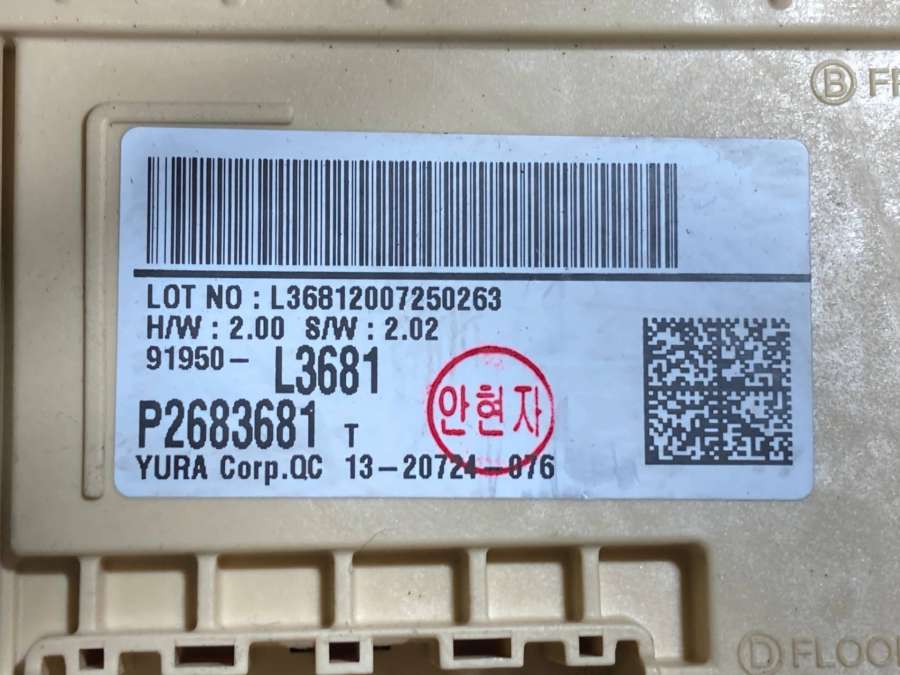 B FR
LOT NO : L36812007250263
H/W : 2.00 S/W : 2.02
91950- L3681
P2683681 T
안현자
YURA Corp.QC 13-20724-076
D FLOOR